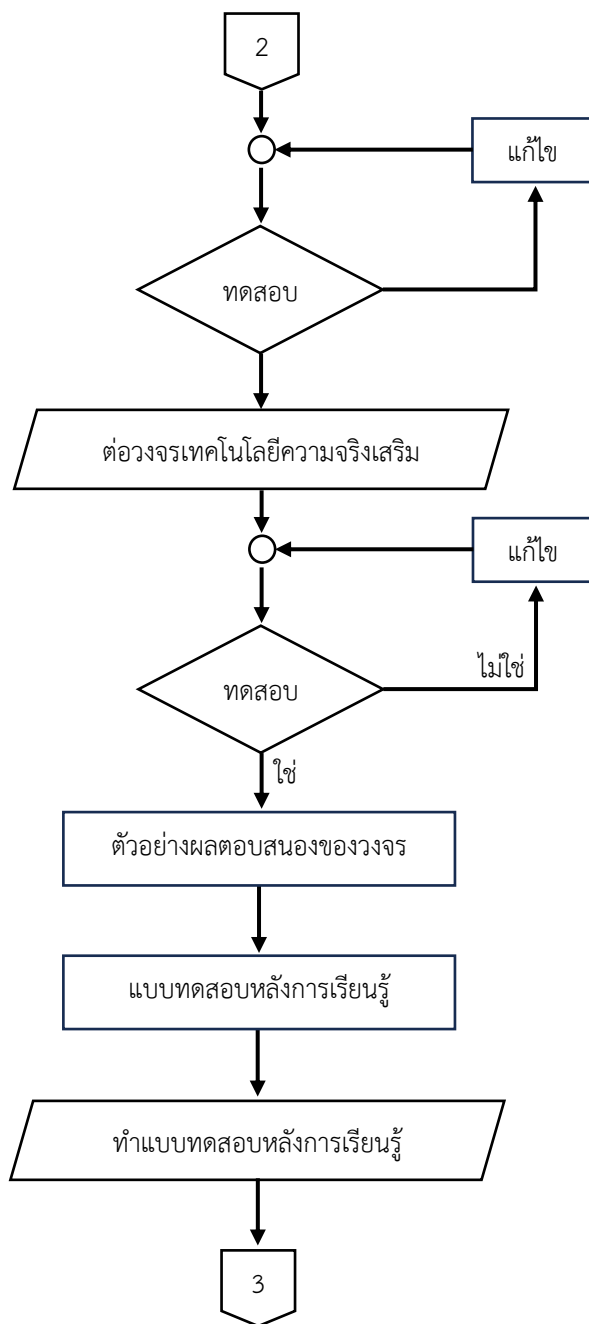 2
แก้ไข
ทดสอบ
ต่อวงจรเทคโนโลยีความจริงเสริม
แก้ไข
ไม่ใช่
ทดสอบ
ใช่
ตัวอย่างผลตอบสนองของวงจร
แบบทดสอบหลังการเรียนรู้
ทำแบบทดสอบหลังการเรียนรู้
3